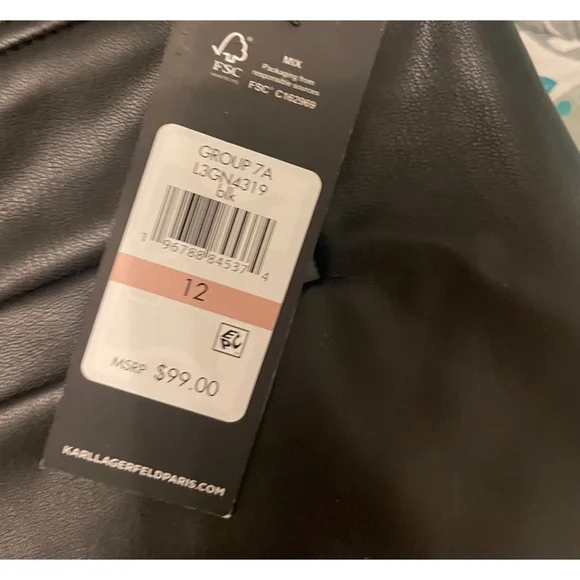 FSC
MIX
Packaging from
responsible sources
FSC® C162969
GROUP 7A
L3GN4319
blk
1 96788 84537 4
12
MSRP $99.00
KARLLAGERFELDPARIS.COM